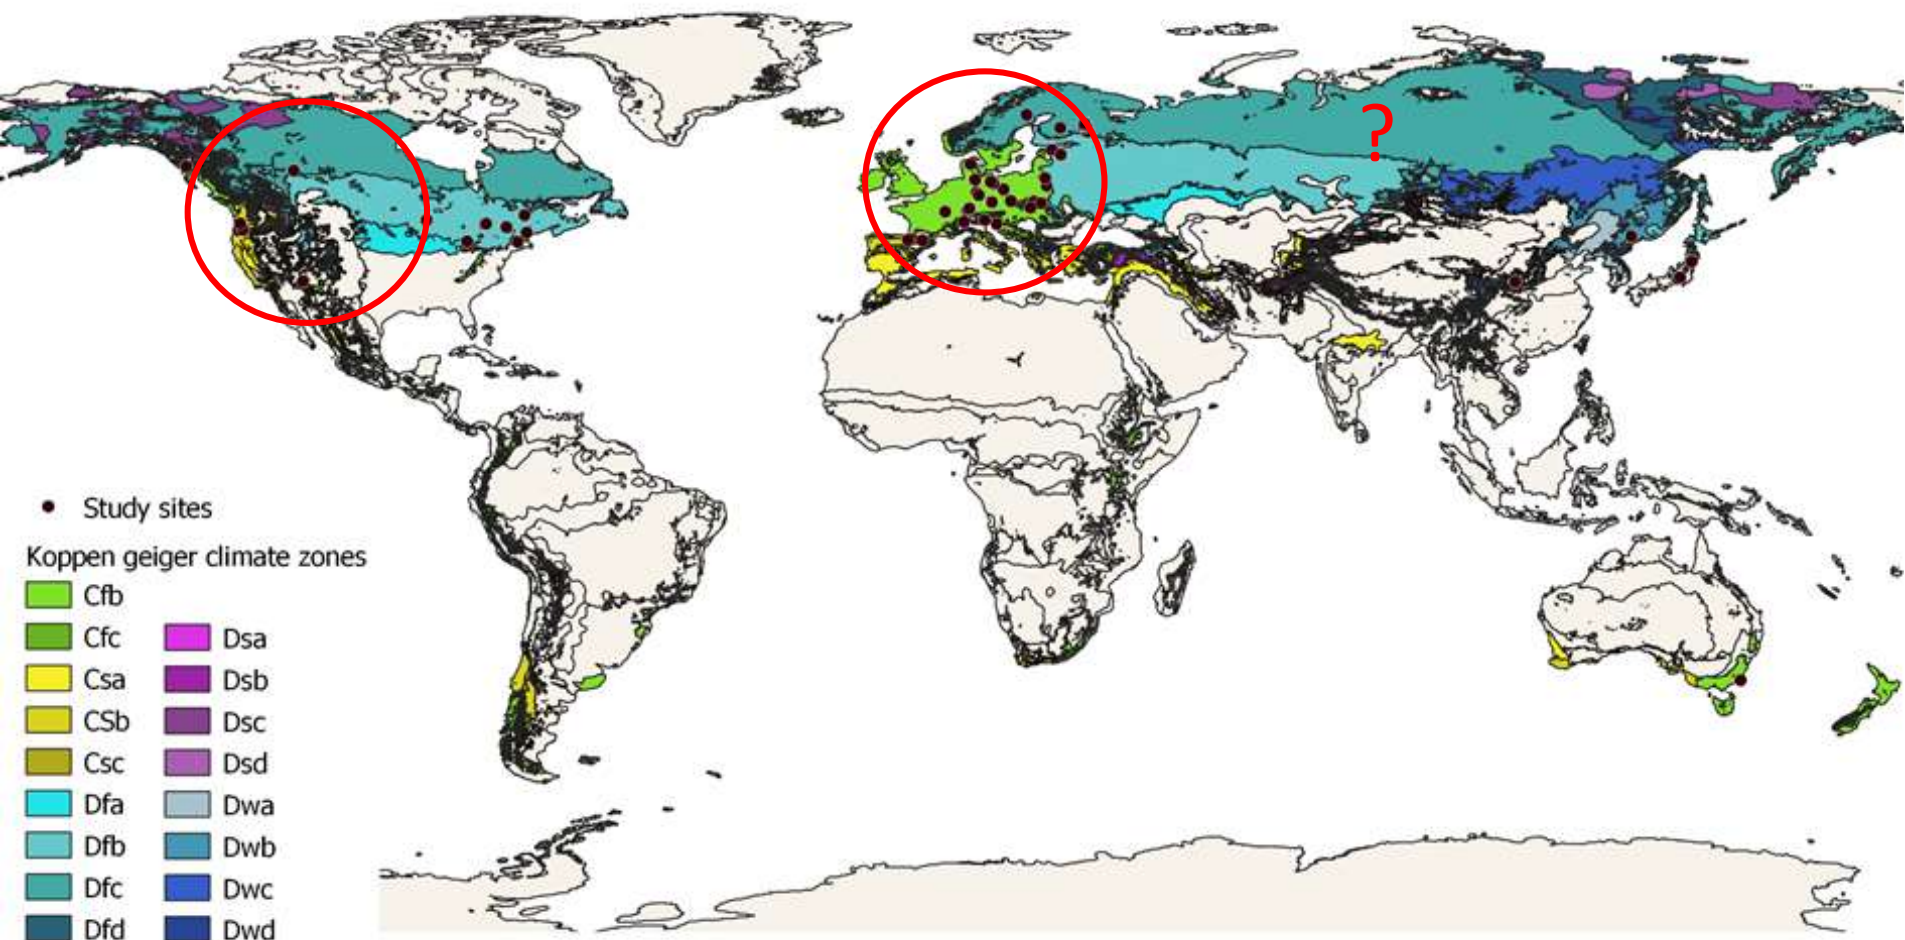 ?
Study sites
Koppen geiger climate zones
Cfb
Cfc
Dsa
Csa
Dsb
CSb
Dsc
Csc
Dsd
Dfa
Dwa
Dfb
Dwb
Dfc
Dwc
Dfd
Dwd